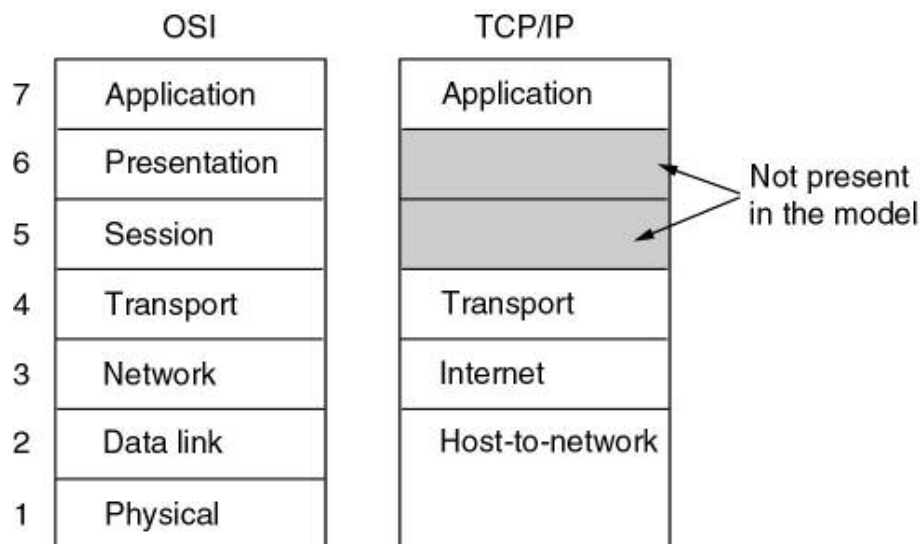 OSI TCP/IP
7 Application Application
6 Presentation
Not present
in the model
5 Session
4 Transport Transport
3 Network Internet
2 Data link Host-to-network
1 Physical